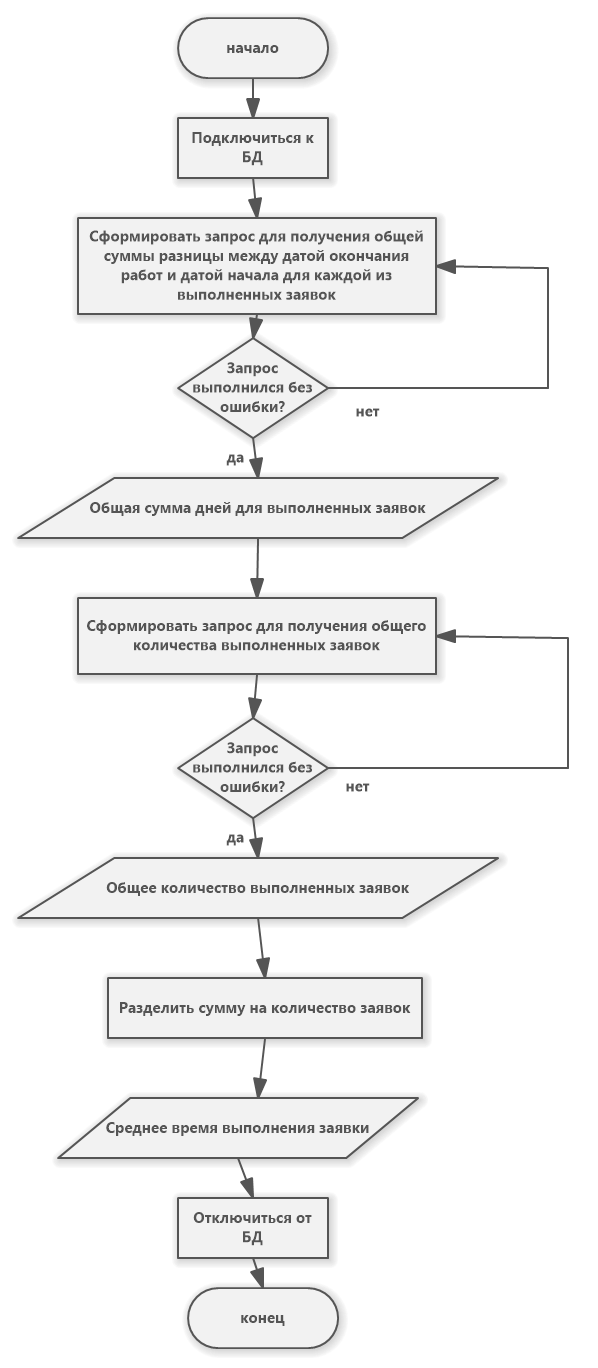 начало
Подключиться к
БД
Сформировать запрос для получения общей
суммы разницы между датой окончания
работ и датой начала для каждой из
выполненных заявок
Запрос
выполнился без
ошибки?
нет
да
Общая сумма дней для выполненных заявок
Сформировать запрос для получения общего
количества выполненных заявок
Запрос
выполнился без
ошибки?
нет
да
Общее количество выполненных заявок
Разделить сумму на количество заявок
Среднее время выполнения заявки
Отключиться от
БД
конец